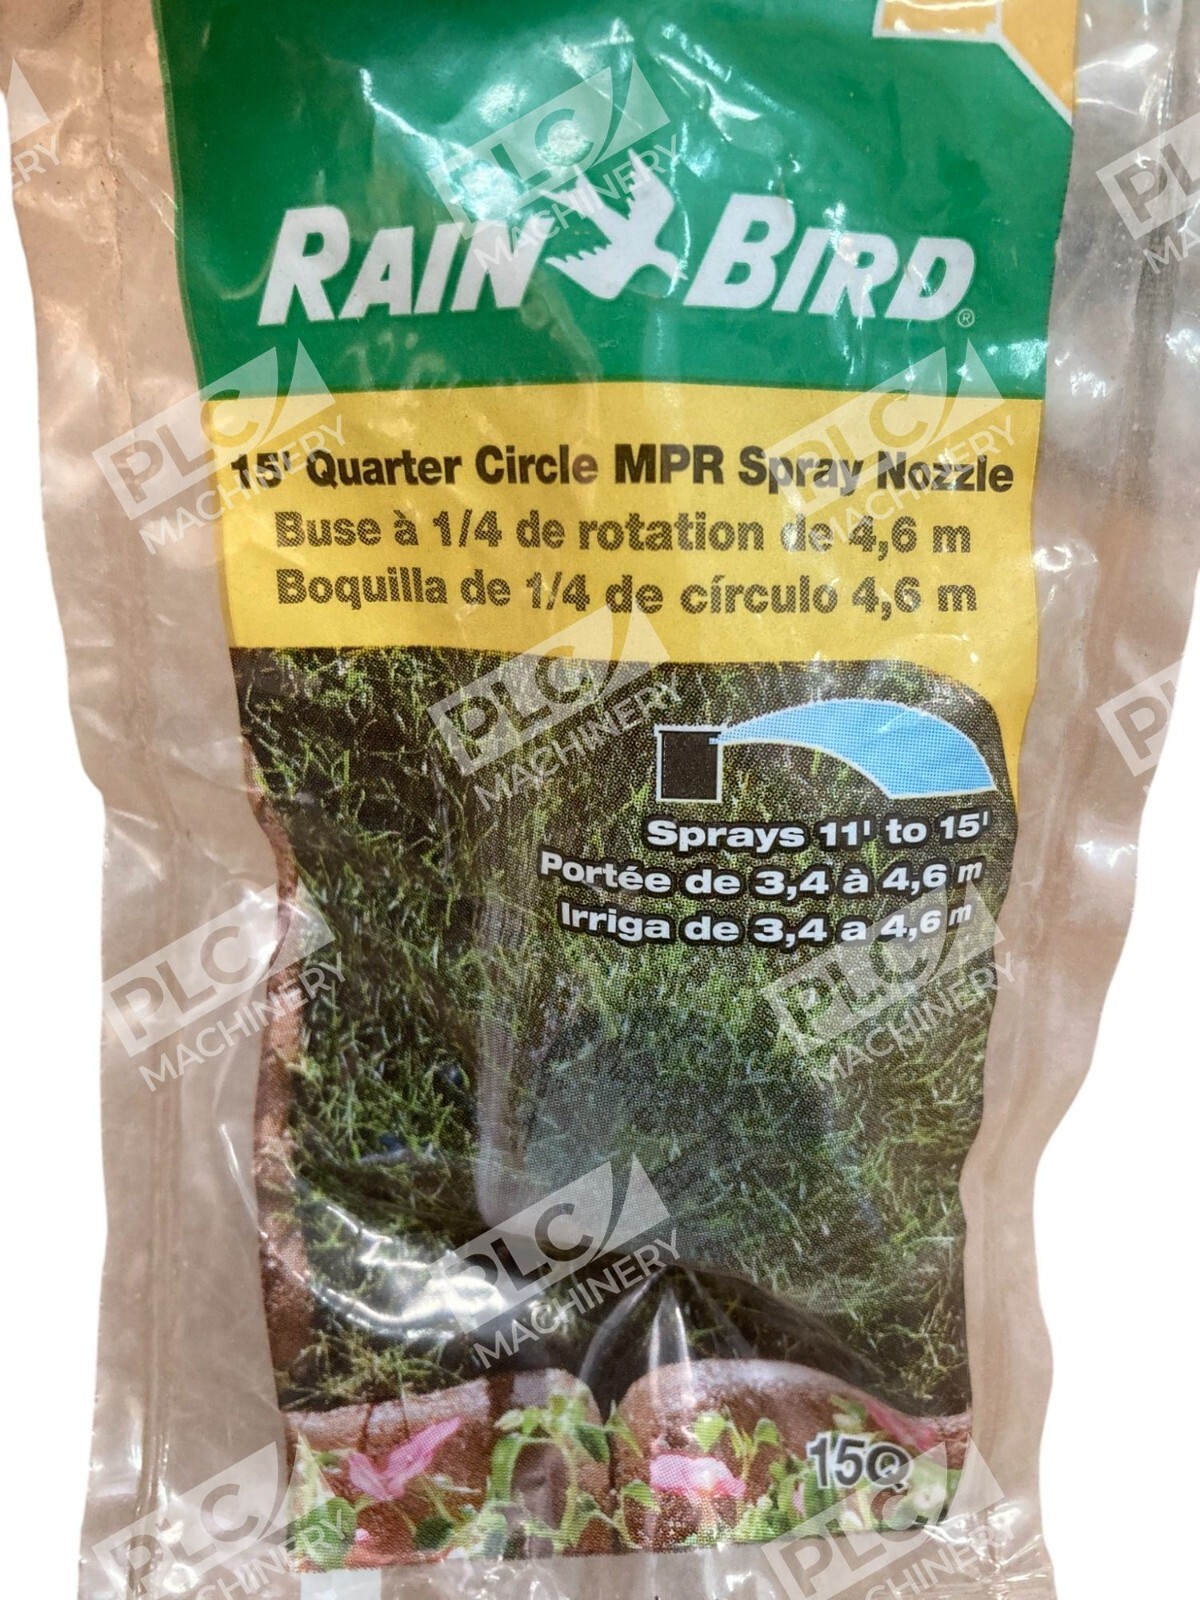 RAIN BIRD®
15' Quarter Circle MPR Spray Nozzle
Buse à 1/4 de rotation de 4,6 m
Boquilla de 1/4 de círculo 4,6 m
Sprays 11' to 15'
Portée de 3,4 à 4,6 m
Irriga de 3,4 a 4,6 m
15Q
PLC MACHINERY